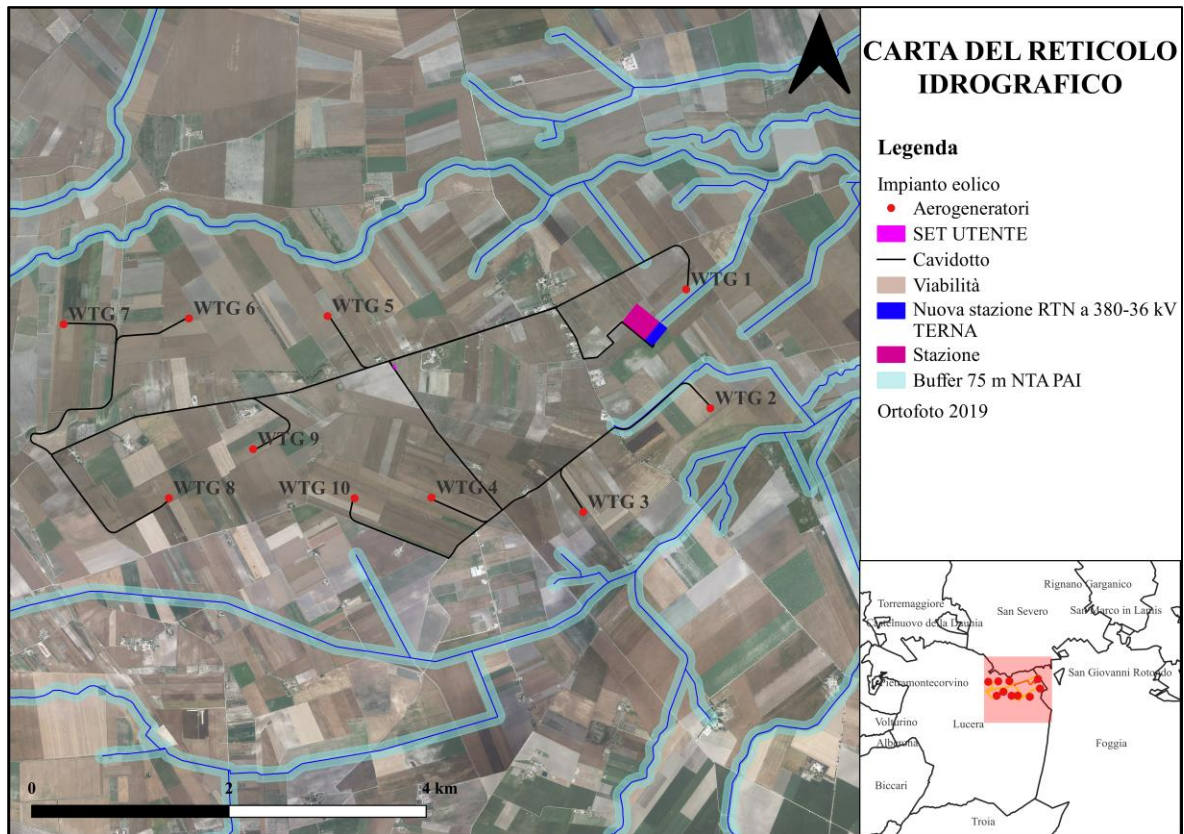 CARTA DEL RETICOLO
IDROGRAFICO
Legenda
Impianto eolico
Aerogeneratori
SET UTENTE
Cavidotto
Viabilità
Nuova stazione RTN a 380-36 kV
TERNA
Stazione
Buffer 75 m NTA PAI
Ortofoto 2019
WTG 1
WTG 5
WTG 6
WTG 7
WTG 2
WTG 9
WTG 8
WTG 10
WTG 4
WTG 3
0
2
4 km
Rignano Garganico
Torremaggiore
San Severo
San Marco in Lamis
Castelnuovo della Daunia
San Giovanni Rotondo
Pietramontecorvino
Volturino
Lucera
Alberona
Foggia
Biccari
Troia